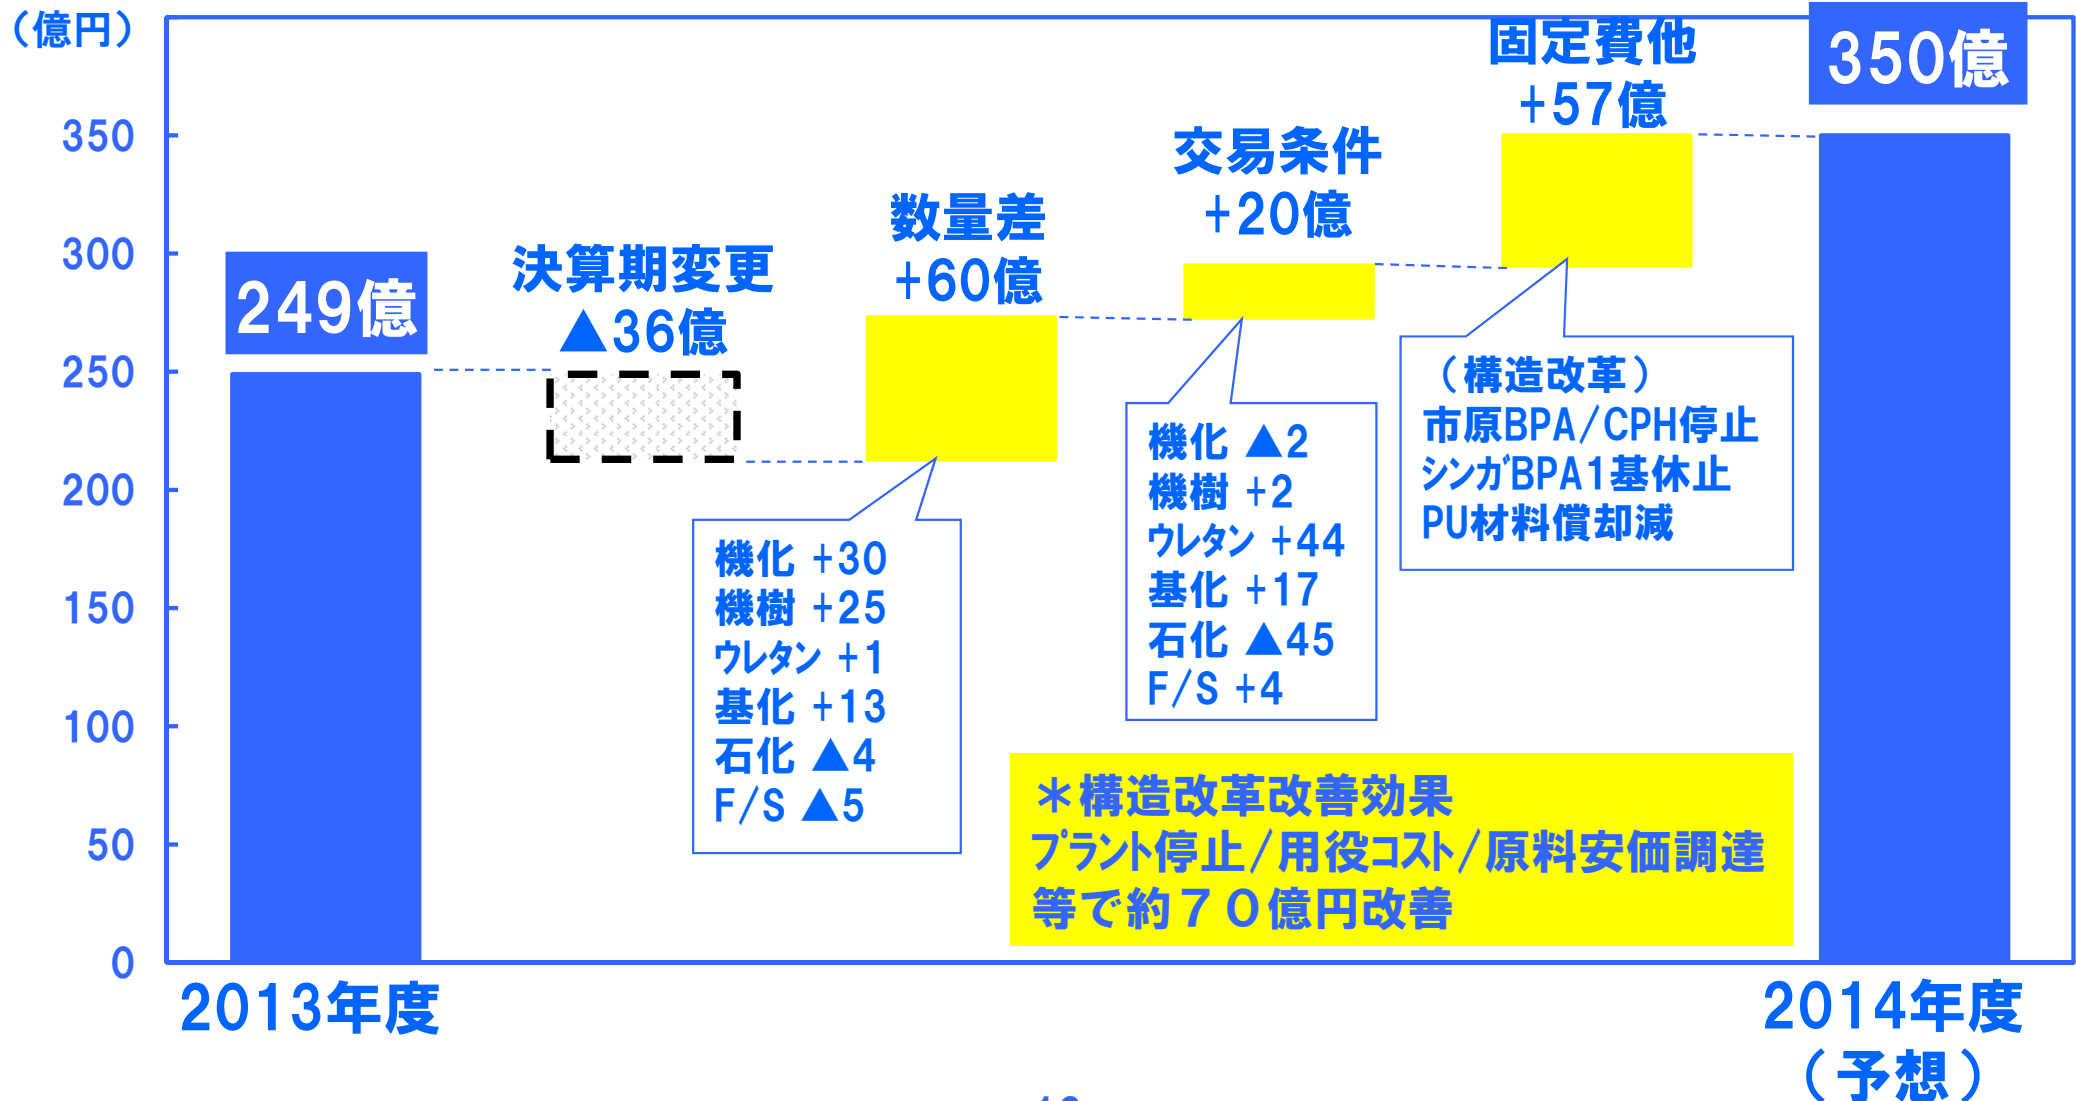 （億円）
350
300
250
200
150
100
50
0
249億
決算期変更
▲36億
数量差
+60億
交易条件
+20億
固定費他
+57億
350億
機化 +30
機樹 +25
ｳﾚﾀﾝ +1
基化 +13
石化 ▲4
F/S ▲5
機化 ▲2
機樹 +2
ｳﾚﾀﾝ +44
基化 +17
石化 ▲45
F/S +4
（構造改革）
市原BPA/CPH停止
ｼﾝｶﾞBPA1基休止
PU材料償却減
＊構造改革改善効果
ﾌﾟﾗﾝﾄ停止/用役ｺｽﾄ/原料安価調達
等で約７０億円改善
2013年度
2014年度
（予想）